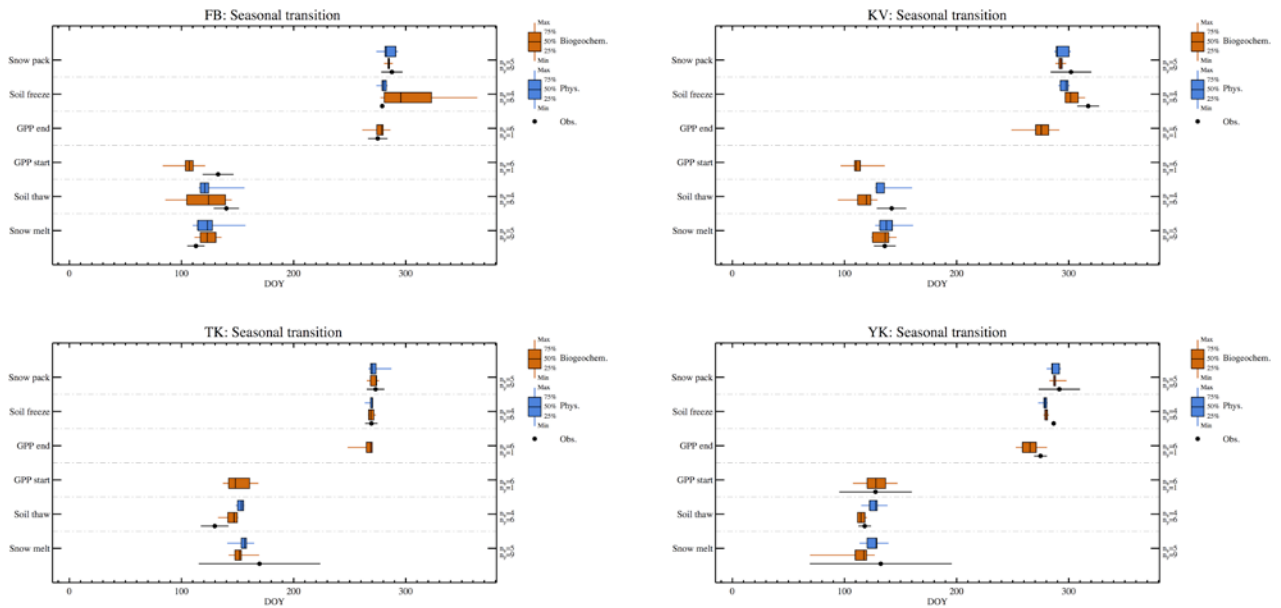 FB: Seasonal transition
Snow pack
Soil freeze
GPP end
GPP start
Soil thaw
Snow melt
0 100 200 300
DOY
Max
75%
50% Biogeochem.
25%
Min
Max
75%
50% Phys.
25%
Min
Obs.
KV: Seasonal transition
Snow pack
Soil freeze
GPP end
GPP start
Soil thaw
Snow melt
0 100 200 300
DOY
Max
75%
50% Biogeochem.
25%
Min
Max
75%
50% Phys.
25%
Min
Obs.
TK: Seasonal transition
Snow pack
Soil freeze
GPP end
GPP start
Soil thaw
Snow melt
0 100 200 300
DOY
Max
75%
50% Biogeochem.
25%
Min
Max
75%
50% Phys.
25%
Min
Obs.
YK: Seasonal transition
Snow pack
Soil freeze
GPP end
GPP start
Soil thaw
Snow melt
0 100 200 300
DOY
Max
75%
50% Biogeochem.
25%
Min
Max
75%
50% Phys.
25%
Min
Obs.